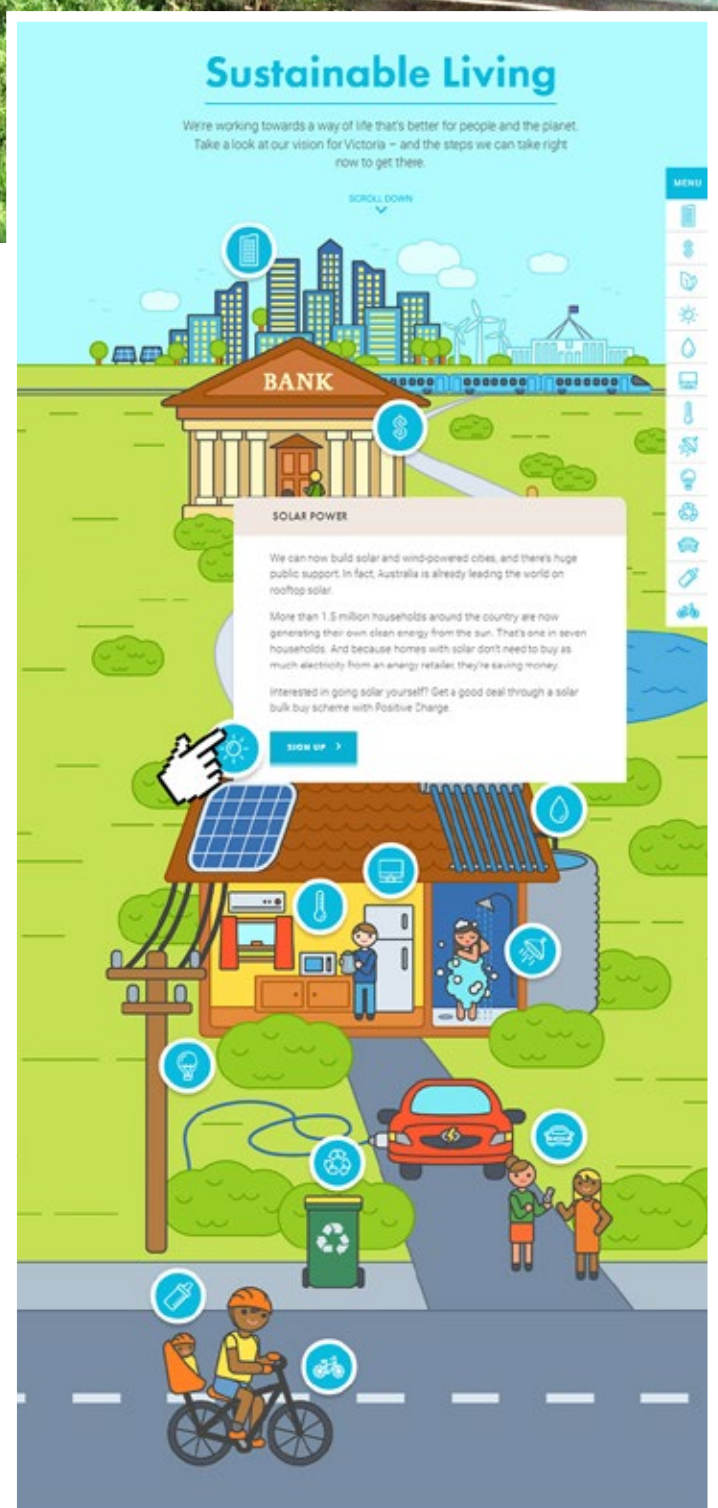 Sustainable Living
We're working towards a way of life that's better for people and the planet.
Take a look at our vision for Victoria – and the steps we can take right
now to get there.
SCROLL DOWN
MENU
BANK
SOLAR POWER
We can now build solar and wind-powered cities, and there's huge
public support. In fact, Australia is already leading the world on
rooftop solar.
More than 1.5 million households around the country are now
generating their own clean energy from the sun. That's one in seven
households. And because homes with solar don't need to buy as
much electricity from an energy retailer, they're saving money.
Interested in going solar yourself? Get a good deal through a solar
bulk buy scheme with Positive Charge.
SIGN UP